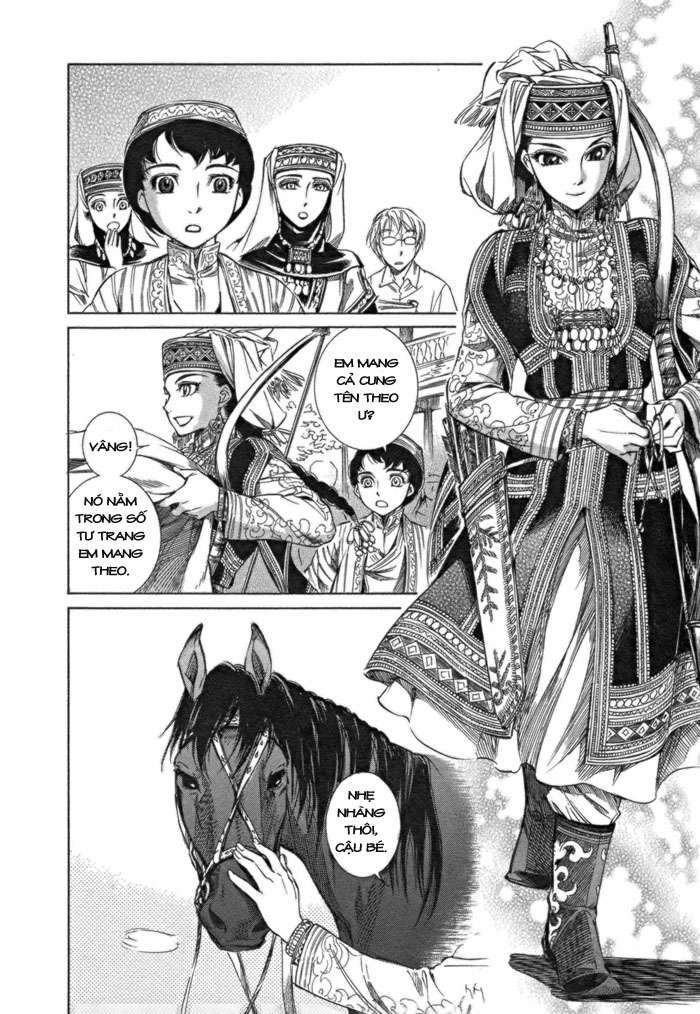 EM MANG
CẢ CUNG
TÊN THEO
Ư?
VÂNG!
NÓ NẰM
TRONG SỐ
TƯ TRANG
EM MANG
THEO.
NHẸ
NHÀNG
THÔI,
CẬU BÉ.